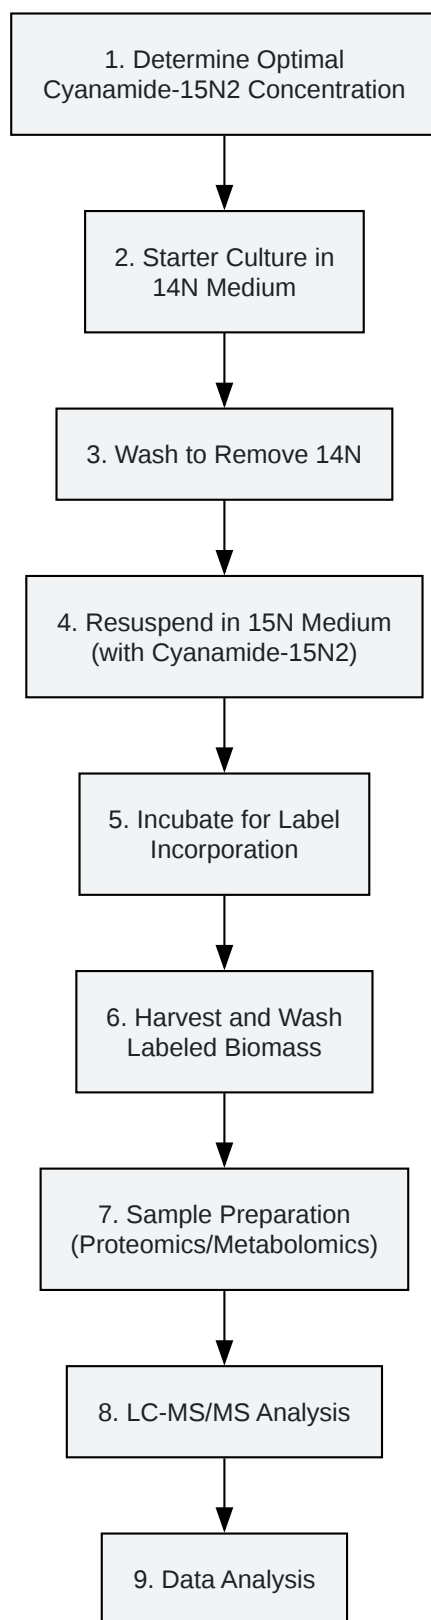 1. Determine Optimal
Cyanamide-15N2 Concentration
2. Starter Culture in
14N Medium
3. Wash to Remove 14N
4. Resuspend in 15N Medium
(with Cyanamide-15N2)
5. Incubate for Label
Incorporation
6. Harvest and Wash
Labeled Biomass
7. Sample Preparation
(Proteomics/Metabolomics)
8. LC-MS/MS Analysis
9. Data Analysis